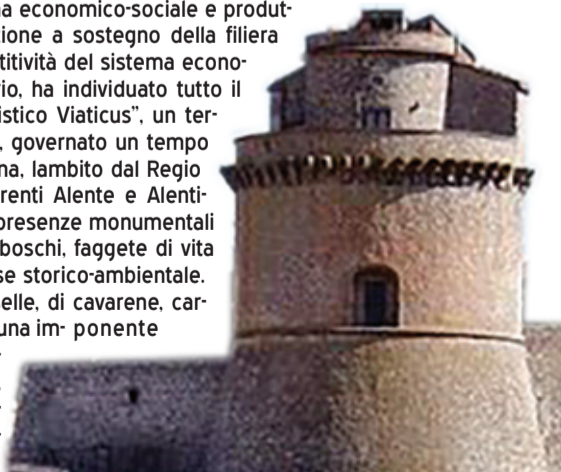 na economico-sociale e produt-
ione a sostegno della filiera
titività del sistema econo-
io, ha individuato tutto il
istico Viaticus”, un ter-
, governato un tempo
na, lambito dal Regio
renti Alente e Alenti-
presenze monumentali
boschi, faggete di vita
se storico-ambientale.
selle, di cavarene, car-
una im- ponente